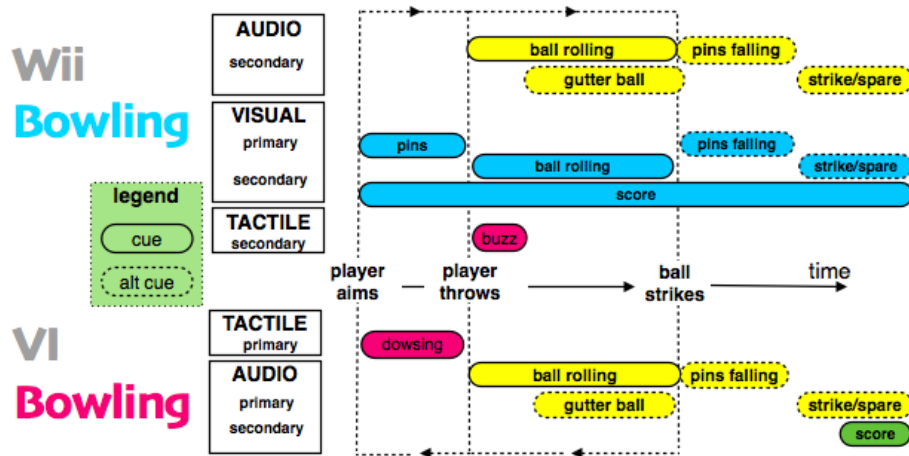 Wii
Bowling
AUDIO
secondary
ball rolling
pins falling
gutter ball
strike/spare
VISUAL
primary
secondary
pins
pins falling
ball rolling
strike/spare
score
legend
cue
alt cue
TACTILE
secondary
buzz
player aims
player throws
ball strikes
time
VI
Bowling
TACTILE
primary
dowsing
AUDIO
primary
secondary
ball rolling
pins falling
gutter ball
strike/spare
score